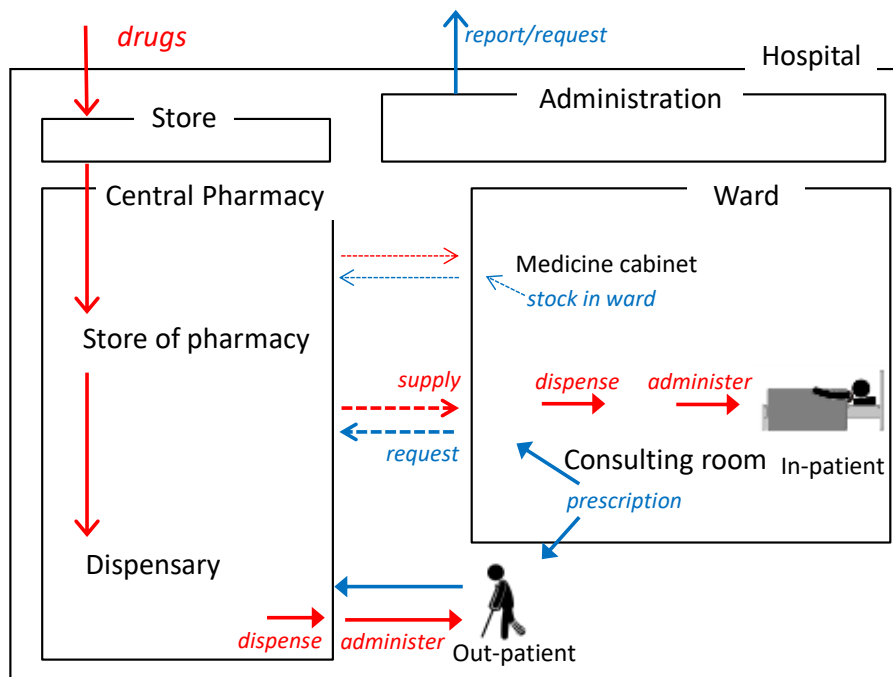 drugs
report/request
Hospital
Store
Administration
Central Pharmacy
Ward
Medicine cabinet
stock in ward
Store of pharmacy
supply
dispense
administer
request
Consulting room
In-patient
prescription
Dispensary
dispense
administer
Out-patient